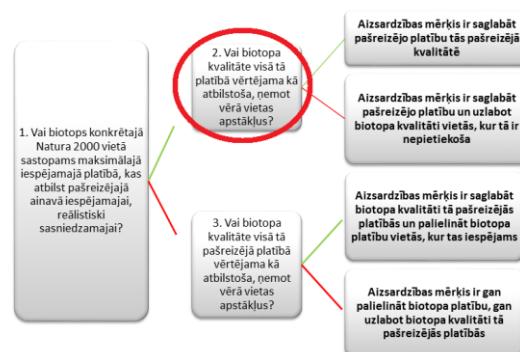 1. Vai biotops konkrētajā
Natura 2000 vietā
sastopams maksimālajā
iespējamajā platībā, kas
atbilst pašreizējajā
ainavā iespējamajai,
reālistiski
sasniedzamajai?
2. Vai biotopa
kvalitāte visā tā
platībā vērtējama kā
atbilstoša, ņemot
vērā vietas
apstākļus?
3. Vai biotopa
kvalitāte visā tā
pašreizējā platībā
vērtējama kā
atbilstoša, ņemot
vērā vietas
apstākļus?
Aizsardzības mērķis ir saglabāt
pašreizējo platību tās pašreizējā
kvalitātē
Aizsardzības mērķis ir saglabāt
pašreizējo platību un uzlabot
biotopa kvalitāti vietās, kur tā ir
nepietiekoša
Aizsardzības mērķis ir saglabāt
biotopa kvalitāti tā pašreizējās
platībās un palielināt biotopa
platību vietās, kur tas iespējams
Aizsardzības mērķis ir gan
palielināt biotopa platību, gan
uzlabot biotopa kvalitāti tā
pašreizējās platībās